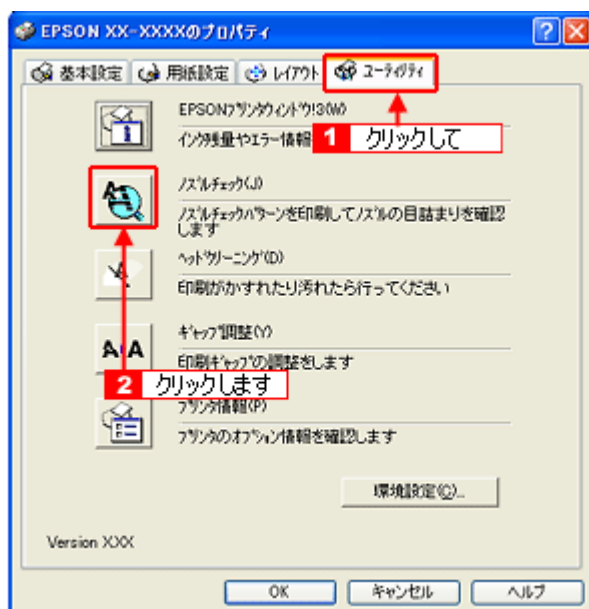 EPSON XX-XXXXのプロパティ
基本設定 用紙設定 レイアウト ユーティリティ
EPSONプリンタウィンドウ!3(W)
インク残量やエラー情報
1 クリックして
ノズルチェック(J)
ノズルチェックパターンを印刷してノズルの目詰まりを確認
します
ヘッドクリーニング(D)
印刷がかすれたり汚れたら行ってください
ギャップ調整(Y)
印刷ギャップの調整をします
2 クリックします
プリンタ情報(P)
プリンタのオプション情報を確認します
環境設定(C)...
Version XXX
OK キャンセル ヘルプ